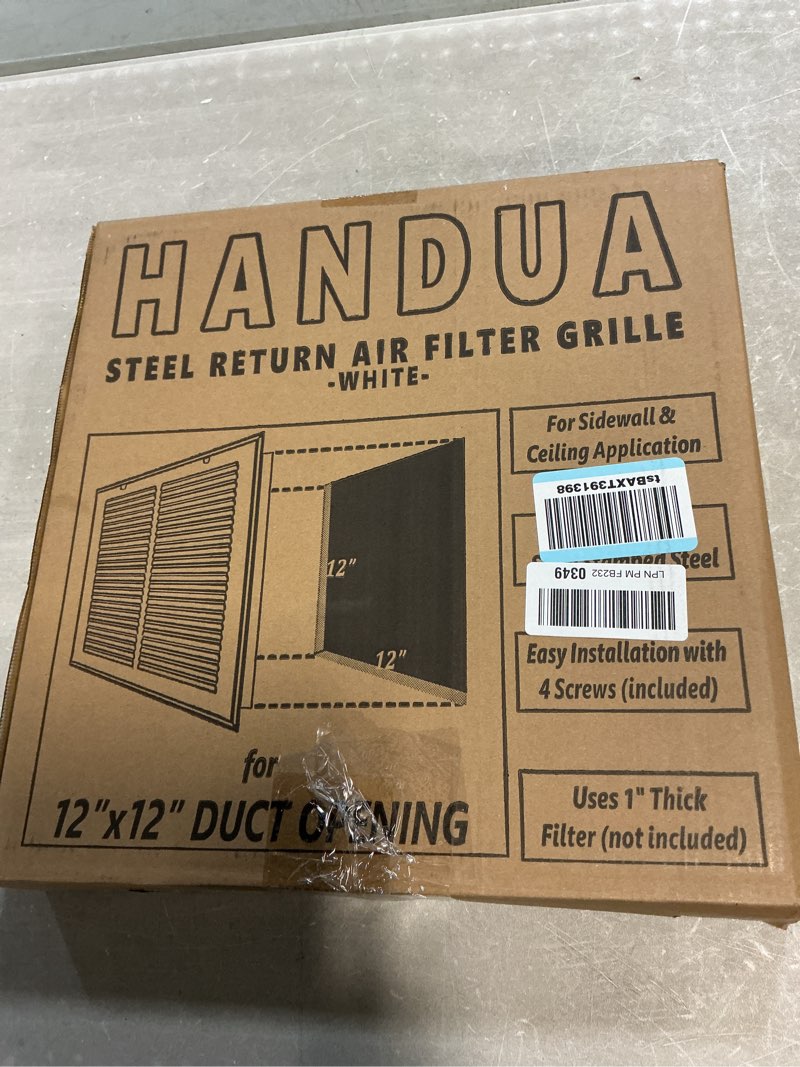 HANDUA
STEEL RETURN AIR FILTER GRILLE
-WHITE-
12"
12"
for
12"x12" DUCT OPENING
For Sidewall &
Ceiling Application
tsBAXT391398
Steel
LPN PM FB232 0349
Easy Installation with
4 Screws (included)
Uses 1" Thick
Filter (not included)